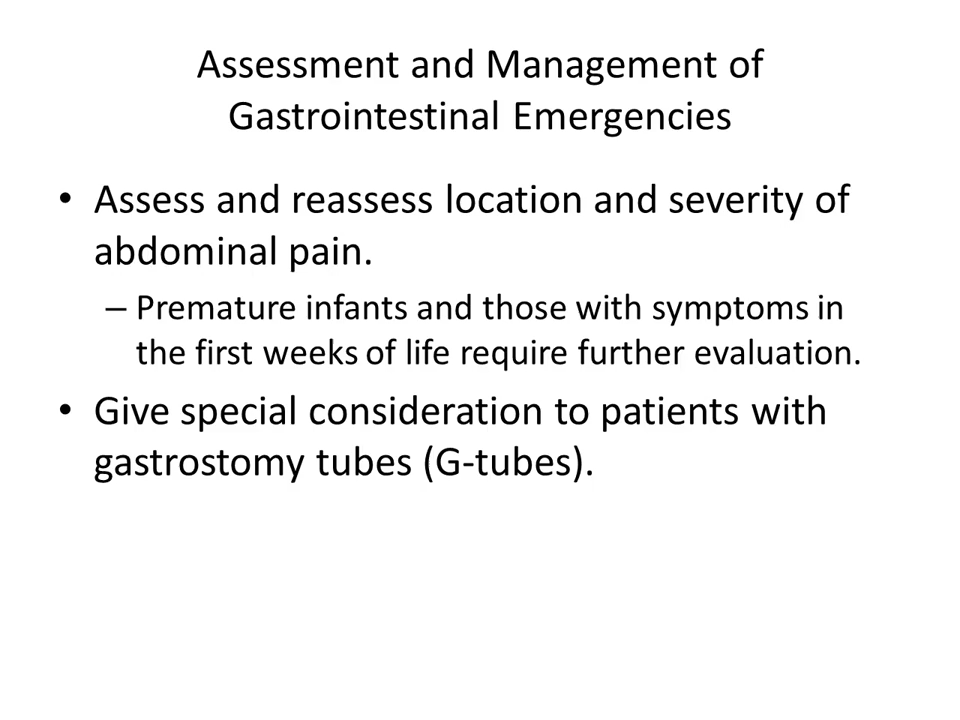 Assessment and Management of
Gastrointestinal Emergencies
• Assess and reassess location and severity of
abdominal pain.
– Premature infants and those with symptoms in
the first weeks of life require further evaluation.
• Give special consideration to patients with
gastrostomy tubes (G-tubes).